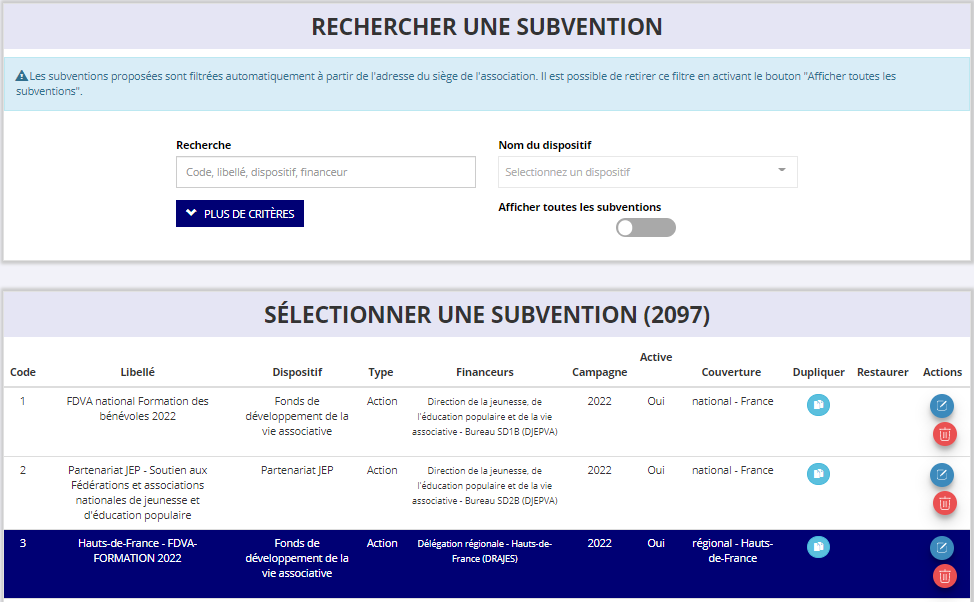 RECHERCHER UNE SUBVENTION
Les subventions proposées sont filtrées automatiquement à partir de l'adresse du siège de l'association. Il est possible de retirer ce filtre en activant le bouton "Afficher toutes les
subventions".
Recherche
Nom du dispositif
Code, libellé, dispositif, financeur
Selectionnez un dispositif
PLUS DE CRITÈRES
Afficher toutes les subventions
SÉLECTIONNER UNE SUBVENTION (2097)
Code Libellé Dispositif Type Financeurs Campagne Active Couverture Dupliquer Restaurer Actions
1 FDVA national Formation des Fonds de Action Direction de la jeunesse, de 2022 Oui national - France
bénévoles 2022 développement de la l'éducation populaire et de la vie
vie associative associative - Bureau SD1B (DJEPVA)
2 Partenariat JEP - Soutien aux Partenariat JEP Action Direction de la jeunesse, de 2022 Oui national - France
Fédérations et associations l'éducation populaire et de la vie
nationales de jeunesse et associative - Bureau SD2B (DJEPVA)
d'éducation populaire
3 Hauts-de-France - FDVA- Fonds de Action Délégation régionale - Hauts-de- 2022 Oui régional - Hauts-
FORMATION 2022 développement de la France (DRAJES) de-France
vie associative